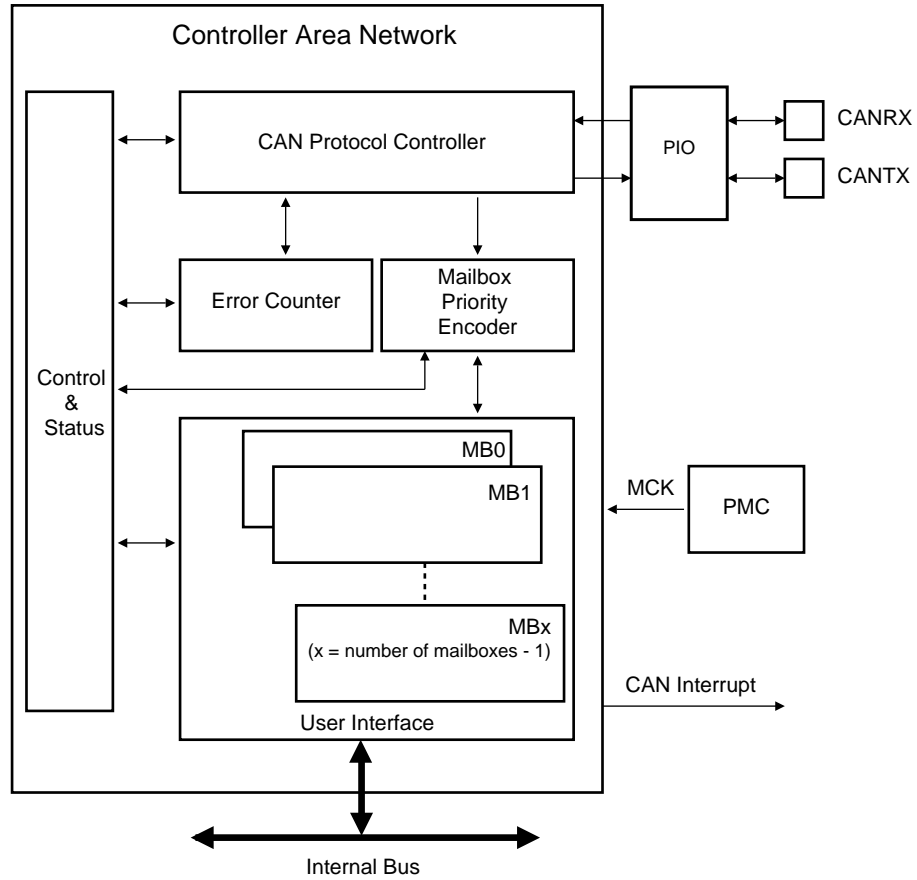 Controller Area Network
CAN Protocol Controller
PIO
CANRX
CANTX
Error Counter
Mailbox
Priority
Encoder
Control
&
Status
MB0
MB1
MCK
PMC
MBx
(x = number of mailboxes - 1)
CAN Interrupt
User Interface
Internal Bus